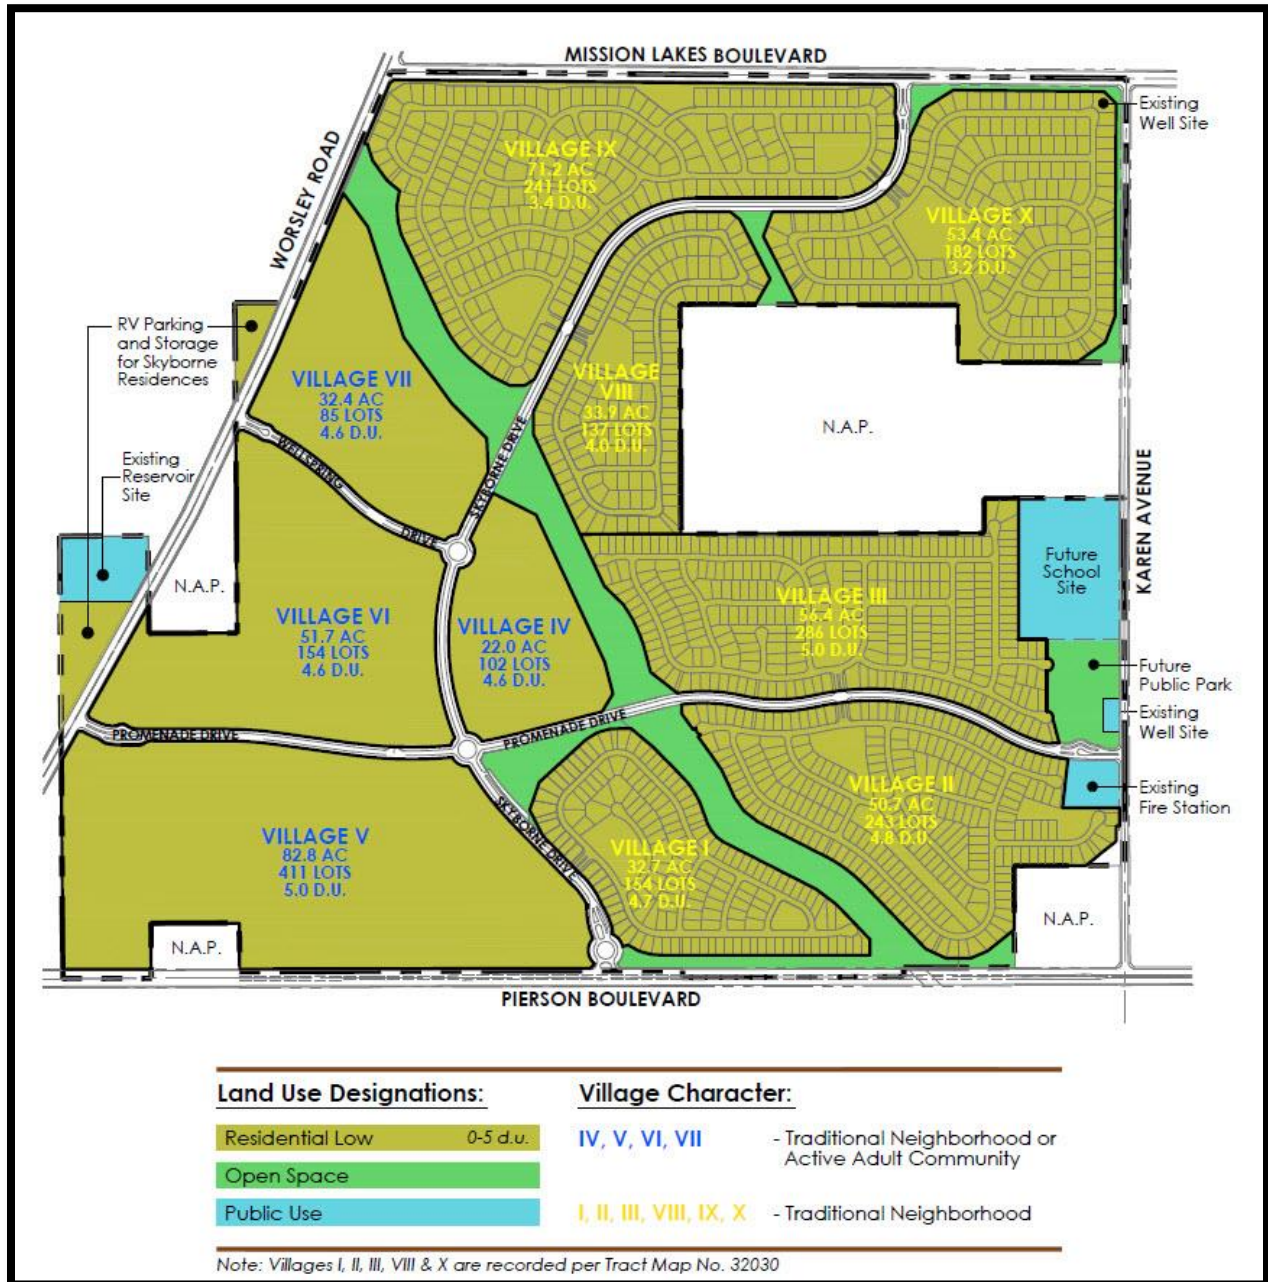 MISSION LAKES BOULEVARD
Existing
Well Site
WORSLEY ROAD
VILLAGE IX
71.2 AC
241 LOTS
3.4 D.U.
VILLAGE X
53.4 AC
182 LOTS
3.2 D.U.
RV Parking
and Storage
for Skyborne
Residences
VILLAGE VII
32.4 AC
85 LOTS
4.6 D.U.
VILLAGE
VIII
33.9 AC
137 LOTS
4.0 D.U.
N.A.P.
WELLSPRING
DRIVE
SKYBORNE DRIVE
Existing
Reservoir
Site
KAREN AVENUE
N.A.P.
Future
School
Site
VILLAGE VI
51.7 AC
154 LOTS
4.6 D.U.
VILLAGE IV
22.0 AC
102 LOTS
4.6 D.U.
VILLAGE III
56.4 AC
286 LOTS
5.0 D.U.
Future
Public Park
Existing
Well Site
PROMENADE DRIVE
PROMENADE DRIVE
Existing
Fire Station
VILLAGE V
82.8 AC
411 LOTS
5.0 D.U.
SKYBORNE DRIVE
VILLAGE I
32.7 AC
154 LOTS
4.7 D.U.
VILLAGE II
50.7 AC
243 LOTS
4.8 D.U.
N.A.P.
N.A.P.
PIERSON BOULEVARD
Land Use Designations:
Residential Low 0-5 d.u.
Open Space
Public Use
Village Character:
IV, V, VI, VII - Traditional Neighborhood or
Active Adult Community
I, II, III, VIII, IX, X - Traditional Neighborhood
Note: Villages I, II, III, VIII & X are recorded per Tract Map No. 32030